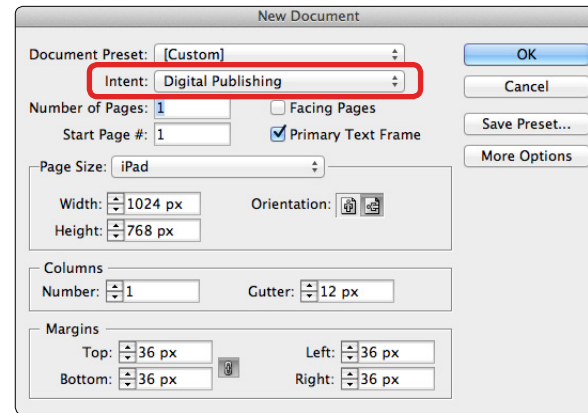 New Document
Document Preset: [Custom]
OK
Intent: Digital Publishing
Cancel
Number of Pages: 1
Facing Pages
Start Page #: 1
Primary Text Frame
Save Preset...
More Options
Page Size: iPad
Width: 1024 px
Orientation:
Height: 768 px
Columns
Number: 1
Gutter: 12 px
Margins
Top: 36 px
Left: 36 px
Bottom: 36 px
Right: 36 px